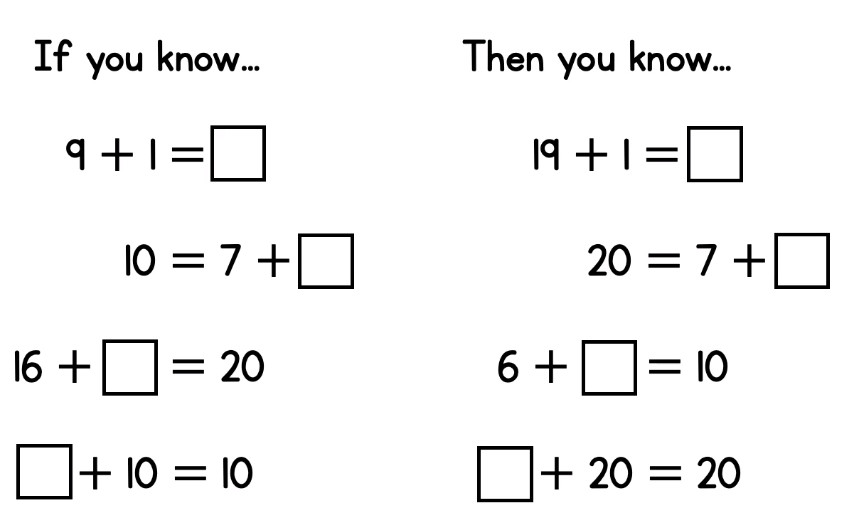 If you know... Then you know...
9 + 1 = □ 19 + 1 = □
10 = 7 + □ 20 = 7 + □
16 + □ = 20 6 + □ = 10
□ + 10 = 10 □ + 20 = 20